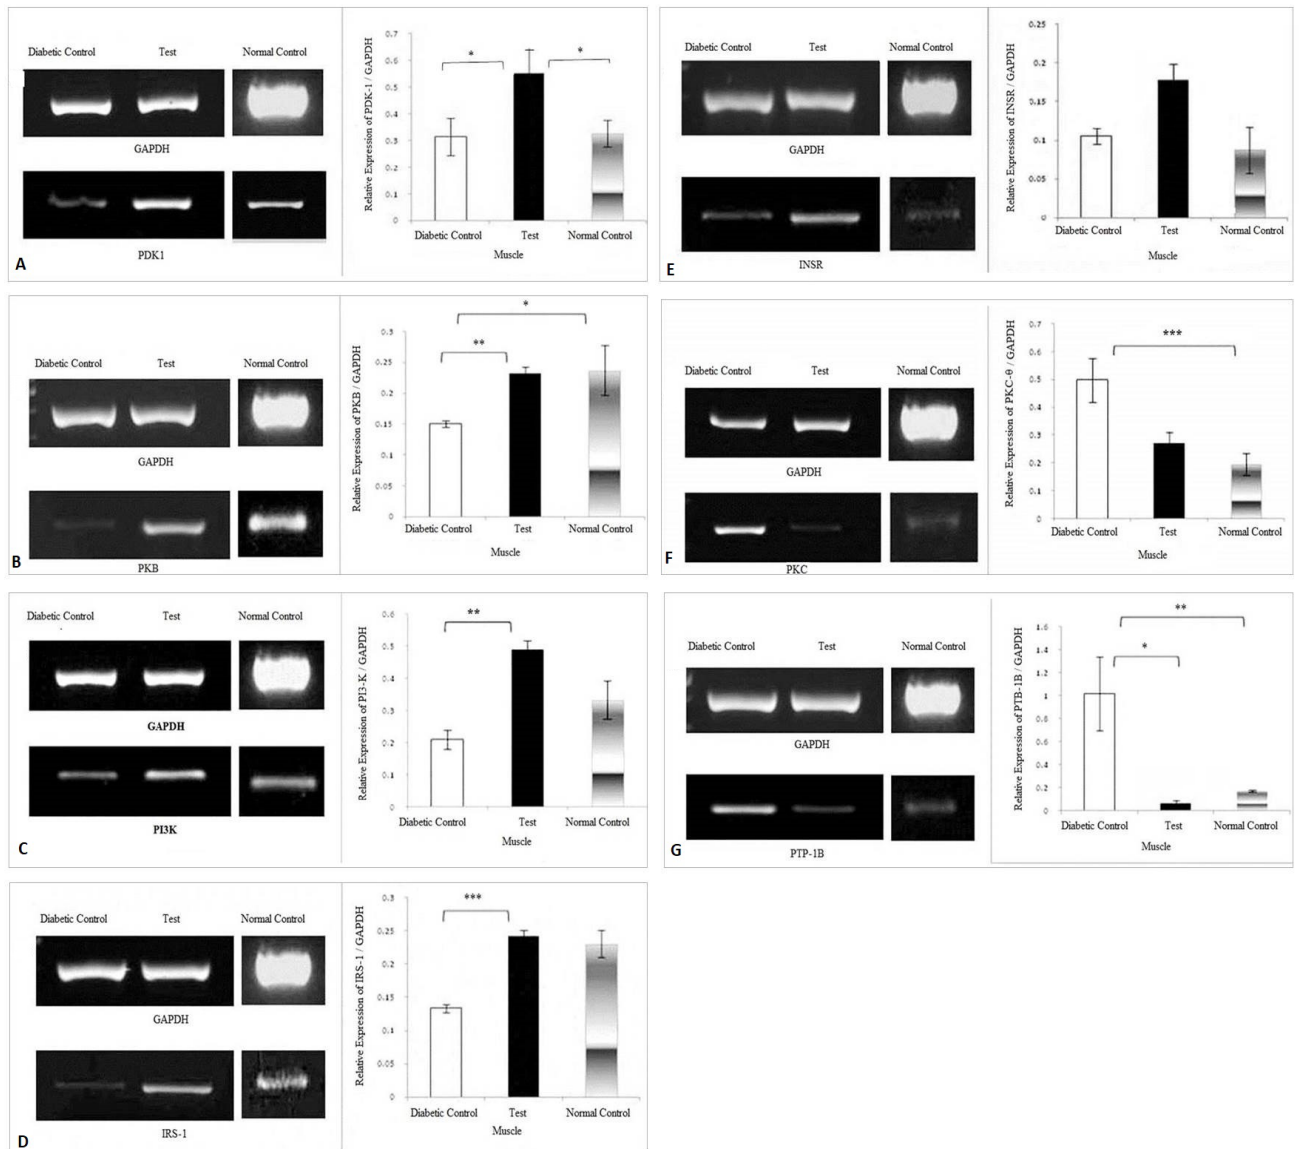 Diabetic Control Test Normal Control
GAPDH
PDK1
A
*
*
Relative Expression of PDK-1 / GAPDH
0.7
0.6
0.5
0.4
0.3
0.2
0.1
0
Diabetic Control Test Normal Control
Muscle
Diabetic Control Test Normal Control
GAPDH
INSR
E
Relative Expression of INSR / GAPDH
0.25
0.2
0.15
0.1
0.05
0
Diabetic Control Test Normal Control
Muscle
Diabetic Control Test Normal Control
GAPDH
PKB
B
*
**
Relative Expression of PKB / GAPDH
0.3
0.25
0.2
0.15
0.1
0.05
0
Diabetic Control Test Normal Control
Muscle
Diabetic Control Test Normal Control
GAPDH
PKC
F
***
Relative Expression of PKC-θ / GAPDH
0.7
0.6
0.5
0.4
0.3
0.2
0.1
0
Diabetic Control Test Normal Control
Muscle
Diabetic Control Test Normal Control
GAPDH
PI3K
C
**
Relative Expression of PI3-K / GAPDH
0.6
0.5
0.4
0.3
0.2
0.1
0
Diabetic Control Test Normal Control
Muscle
Diabetic Control Test Normal Control
GAPDH
PTP-1B
G
**
*
Relative Expression of PTB-1B / GAPDH
1.6
1.4
1.2
1
0.8
0.6
0.4
0.2
0
Diabetic Control Test Normal Control
Muscle
Diabetic Control Test Normal Control
GAPDH
IRS-1
D
***
Relative Expression of IRS-1 / GAPDH
0.3
0.25
0.2
0.15
0.1
0.05
0
Diabetic Control Test Normal Control
Muscle